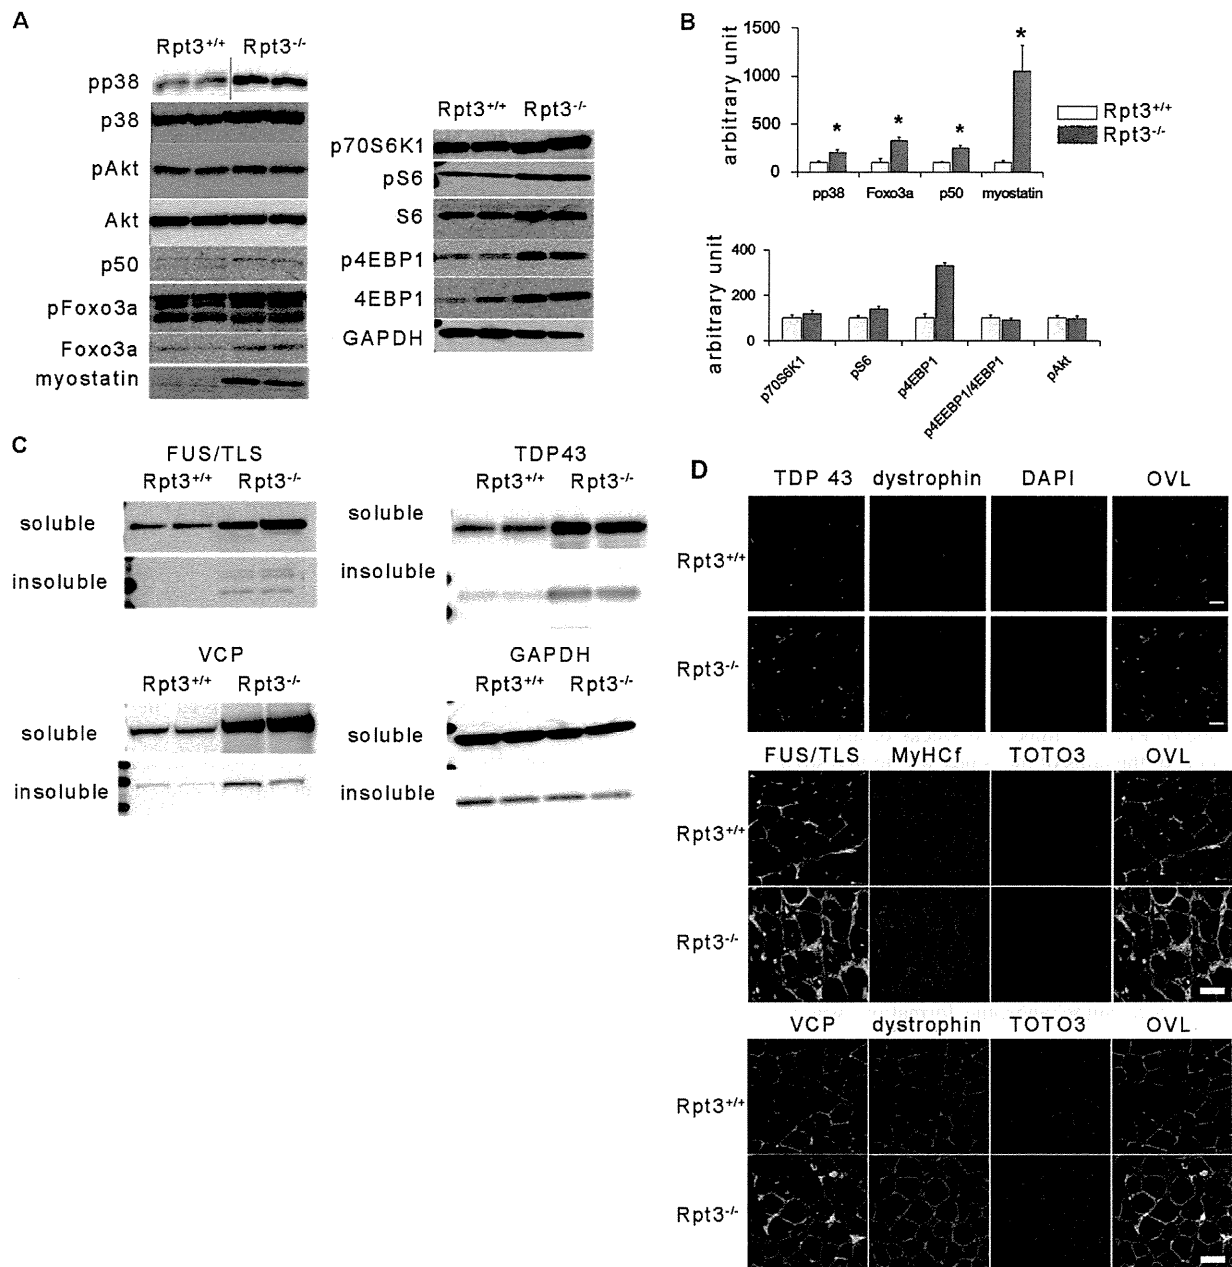 A
Rpt3+/+ Rpt3-/-
pp38
p38
pAkt
Akt
p50
pFoxo3a
Foxo3a
myostatin
Rpt3+/+ Rpt3-/-
p70S6K1
pS6
S6
p4EBP1
4EBP1
GAPDH
B
arbitrary unit
1500
1000
500
0
* * * *
pp38 Foxo3a p50 myostatin
Rpt3+/+
Rpt3-/-
arbitrary unit
400
200
0
p70S6K1 pS6 p4EBP1 p4EEBP1/4EBP1 pAkt
C
FUS/TLS
Rpt3+/+ Rpt3-/-
soluble
insoluble
TDP43
Rpt3+/+ Rpt3-/-
soluble
insoluble
VCP
Rpt3+/+ Rpt3-/-
soluble
insoluble
GAPDH
Rpt3+/+ Rpt3-/-
soluble
insoluble
D
TDP 43 dystrophin DAPI OVL
Rpt3+/+
Rpt3-/-
FUS/TLS MyHCf TOTO3 OVL
Rpt3+/+
Rpt3-/-
VCP dystrophin TOTO3 OVL
Rpt3+/+
Rpt3-/-